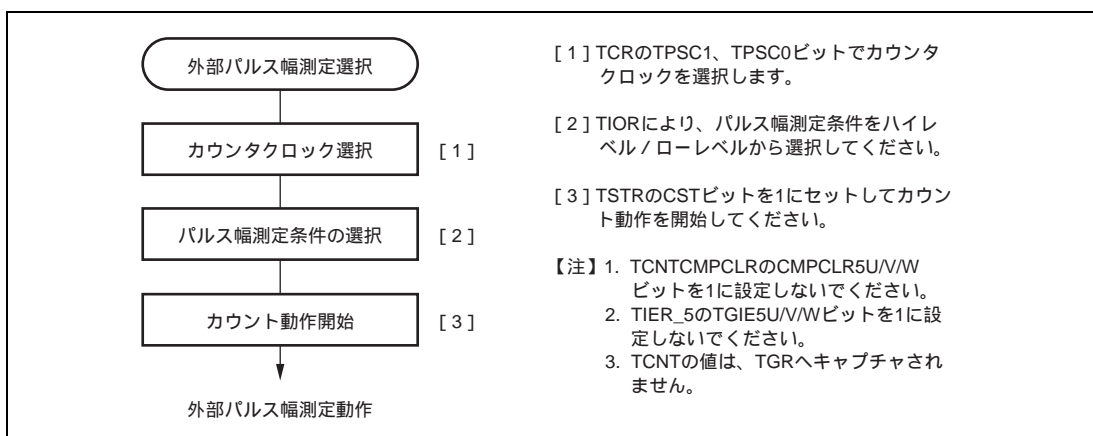 外部パルス幅測定選択
カウンタクロック選択 [1]
パルス幅測定条件の選択 [2]
カウント動作開始 [3]
外部パルス幅測定動作
[1] TCRのTPSC1、TPSC0ビットでカウンタ
クロックを選択します。
[2] TIORにより、パルス幅測定条件をハイレ
ベル／ローレベルから選択してください。
[3] TSTRのCSTビットを1にセットしてカウン
ト動作を開始してください。
【注】1. TCNTCMPCLRのCMPCLR5U/V/W
ビットを1に設定しないでください。
2. TIER_5のTGIE5U/V/Wビットを1に設
定しないでください。
3. TCNTの値は、TGRへキャプチャされ
ません。